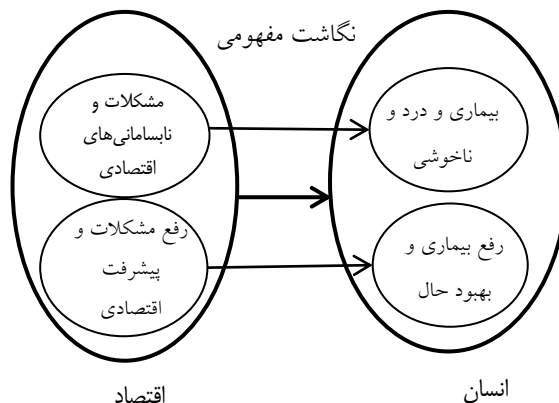 نگاشت مفهومی
بیماری و درد و
ناخوشی
مشکلات و
نابسامانی‌های
اقتصادی
رفع بیماری و
بهبود حال
رفع مشکلات و
پیشرفت
اقتصادی
انسان
اقتصاد